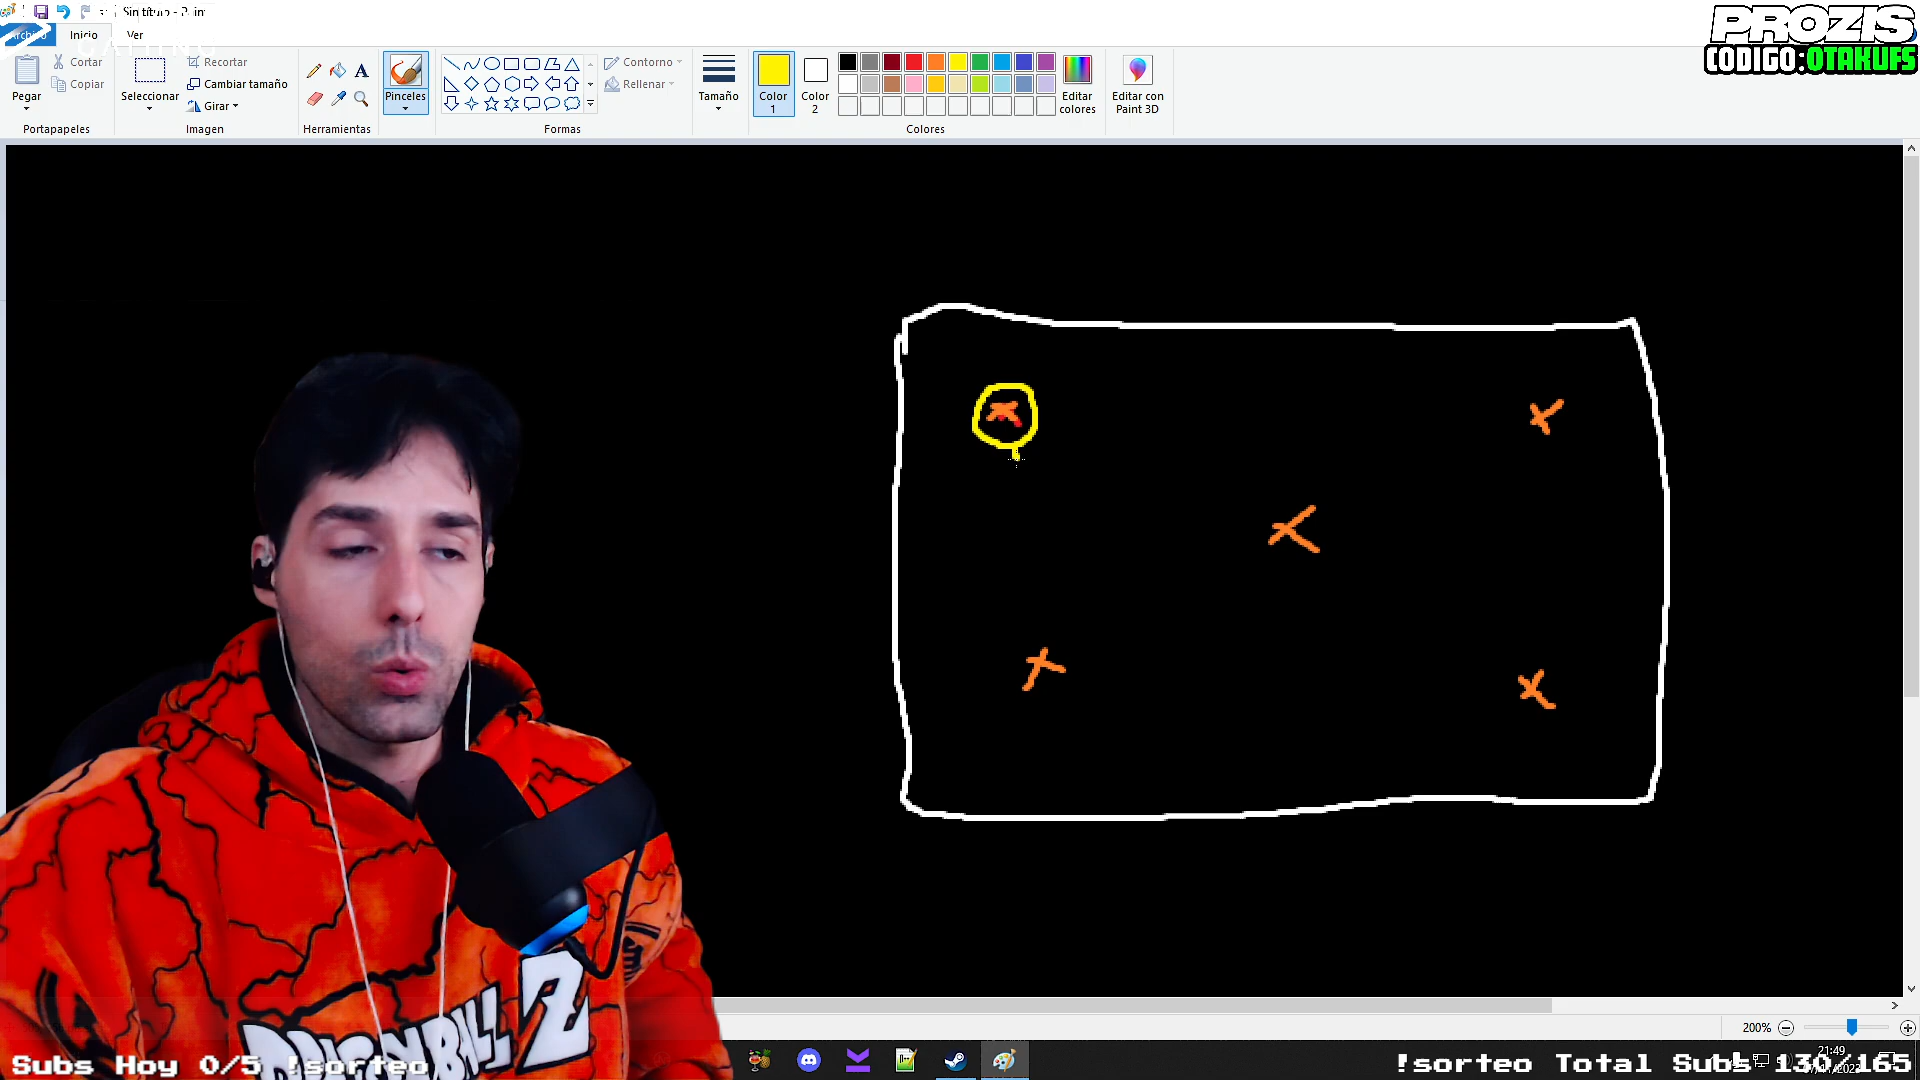 Sin título - Paint
Archivo Inicio Ver
GAMING
PROZIS
CODIGO:OTAKUFS
Pegar
Cortar
Copiar
Portapapeles
Seleccionar
Recortar
Cambiar tamaño
Girar
Imagen
Herramientas
Pinceles
Contorno
Rellenar
Formas
Tamaño
Color 1
Color 2
Colores
Editar colores
Editar con Paint 3D
DRAGONBALL Z
200%
21:49
Subs Hoy 0/5 !sorteo
!sorteo Total Subs 130/165